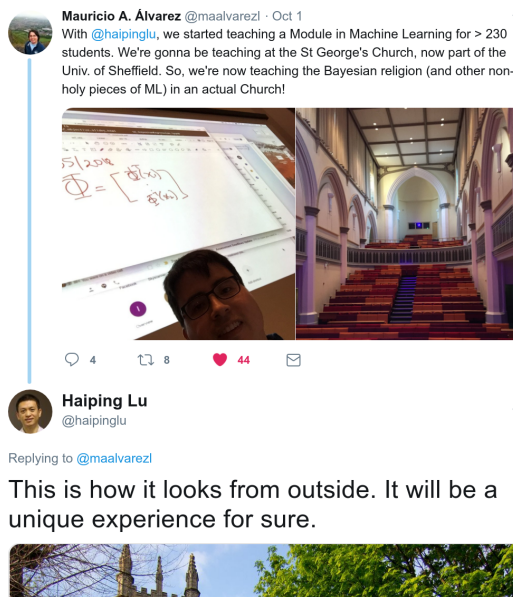 Mauricio A. Álvarez @maalvarezl · Oct 1
With @haipinglu, we started teaching a Module in Machine Learning for > 230
students. We're gonna be teaching at the St George's Church, now part of the
Univ. of Sheffield. So, we're now teaching the Bayesian religion (and other non-
holy pieces of ML) in an actual Church!
5/2018
Φ = [Φ(x₁)
Φ(xₙ)]
4 8 44
Haiping Lu
@haipinglu
Replying to @maalvarezl
This is how it looks from outside. It will be a
unique experience for sure.